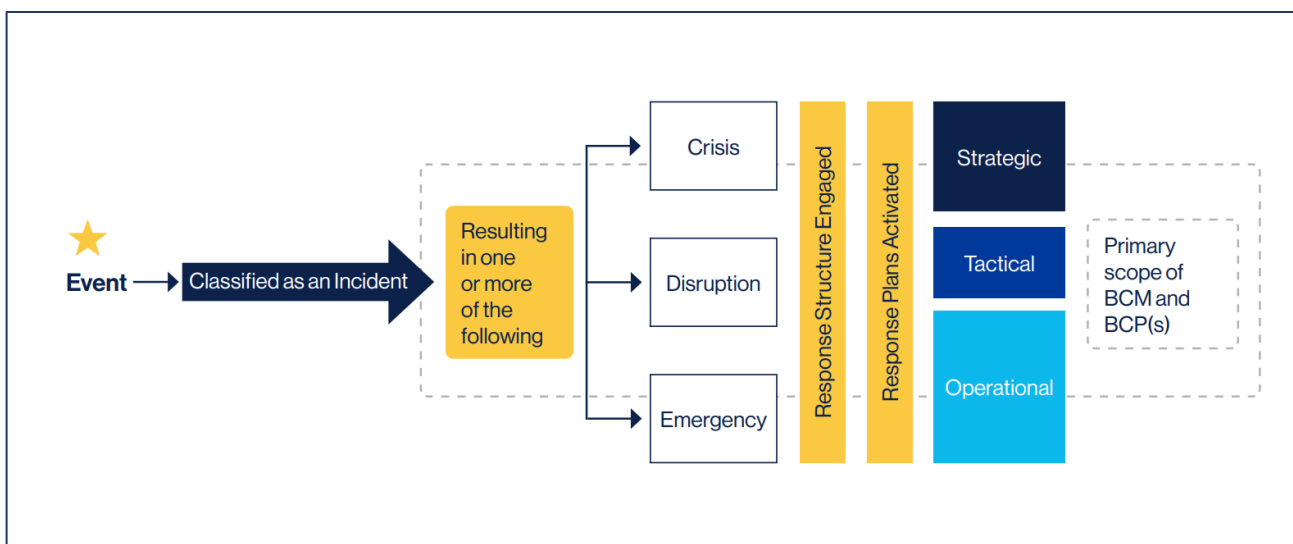 Event
Classified as an Incident
Resulting
in one
or more
of the
following
Crisis
Disruption
Emergency
Response Structure Engaged
Response Plans Activated
Strategic
Tactical
Operational
Primary
scope of
BCM and
BCP(s)